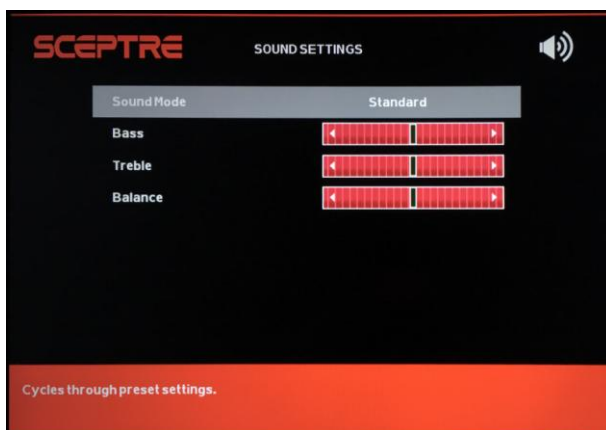 SCEPTRE
SOUND SETTINGS
Sound Mode Standard
Bass
Treble
Balance
Cycles through preset settings.